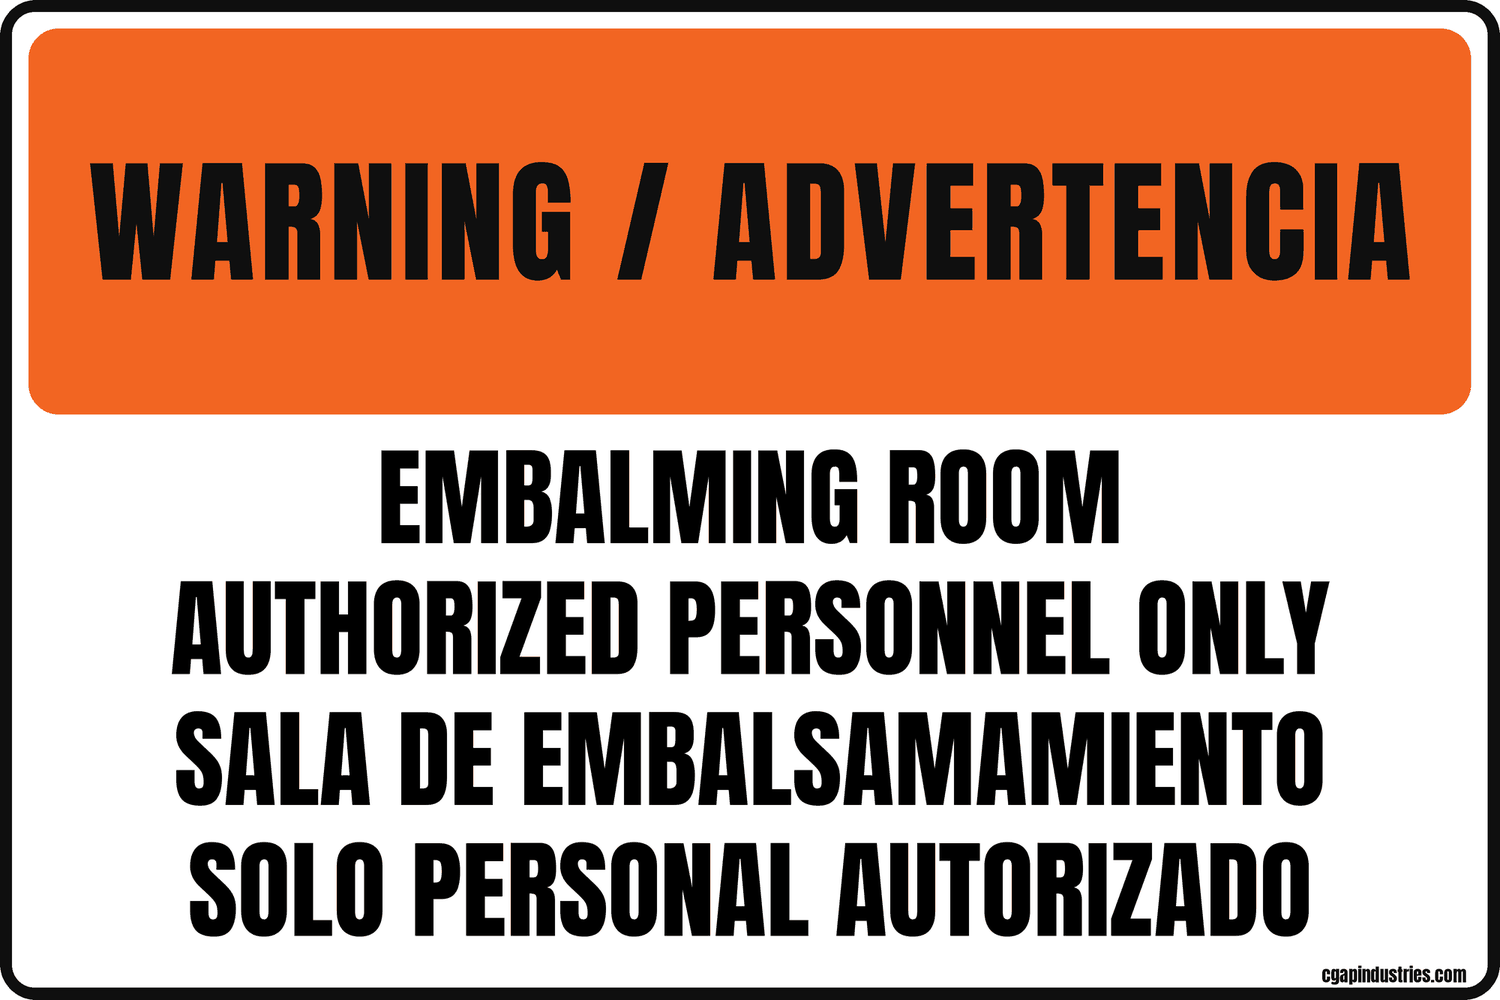 WARNING / ADVERTENCIA
EMBALMING ROOM
AUTHORIZED PERSONNEL ONLY
SALA DE EMBALSAMAMIENTO
SOLO PERSONAL AUTORIZADO
cgapindustries.com